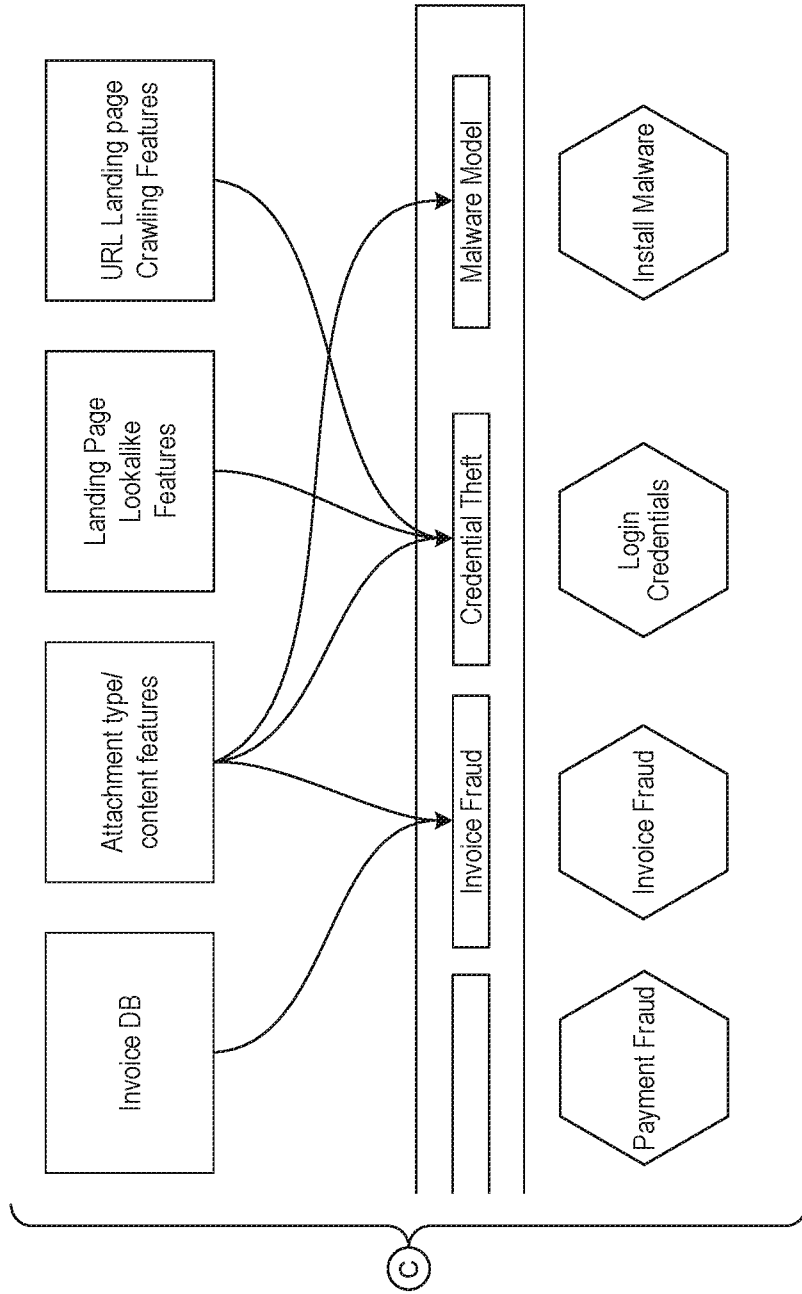 Invoice DB
Attachment type/
content features
Landing Page
Lookalike
Features
URL Landing page
Crawling Features
Invoice Fraud
Credential Theft
Malware Model
Payment Fraud
Invoice Fraud
Login
Credentials
Install Malware
C